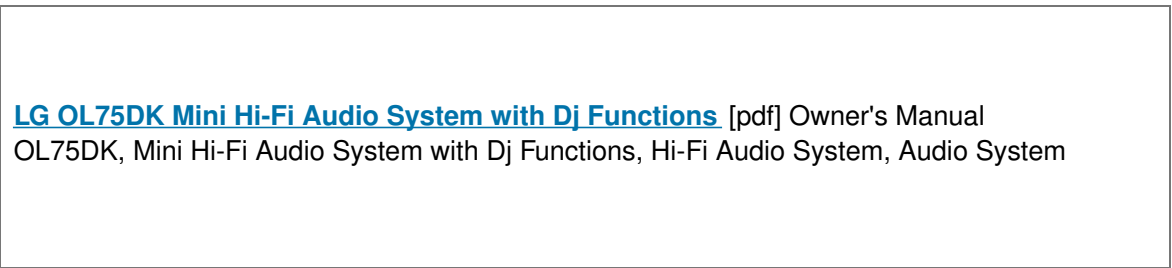 LG OL75DK Mini Hi-Fi Audio System with Dj Functions [pdf] Owner's Manual
OL75DK, Mini Hi-Fi Audio System with Dj Functions, Hi-Fi Audio System, Audio System